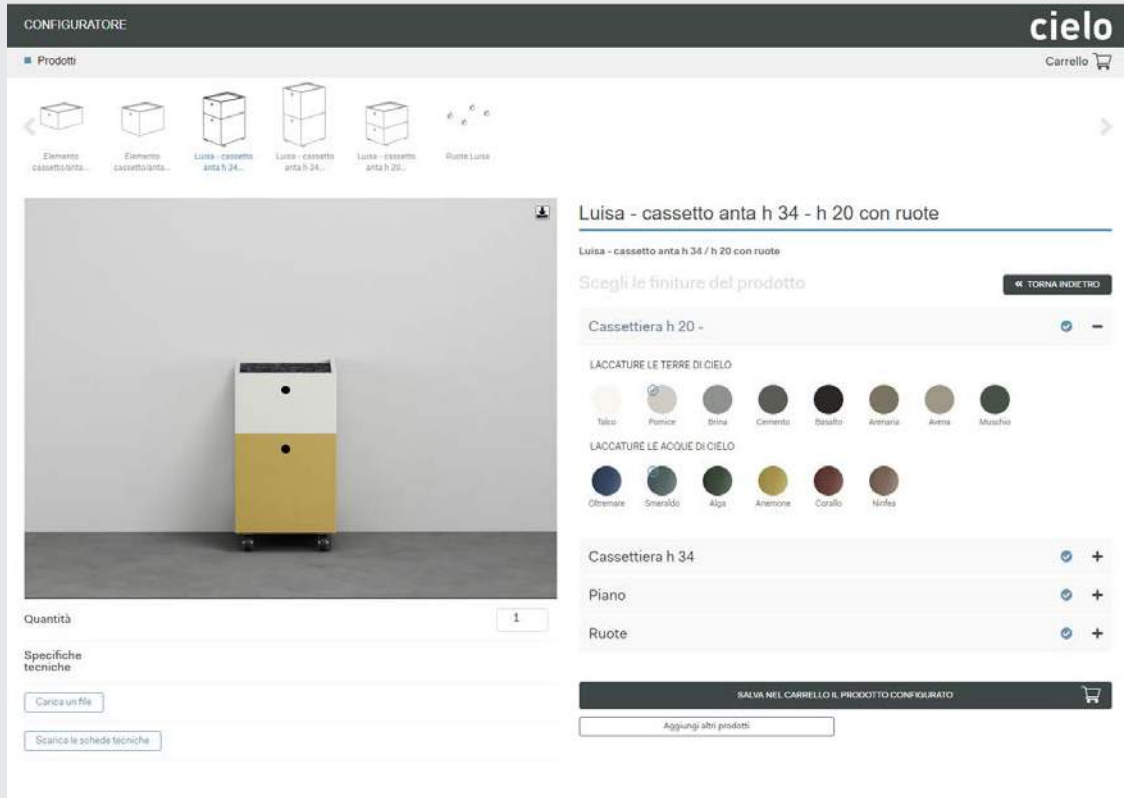 CONFIGURATORE
cielo
Prodotti
Carrello
Elemento
cassetto/anta...
Elemento
cassetto/anta...
Luisa - cassetto
anta h 34...
Luisa - cassetto
anta h 34...
Luisa - cassetto
anta h 20...
Ruote Luisa
Luisa - cassetto anta h 34 - h 20 con ruote
Luisa - cassetto anta h 34 / h 20 con ruote
Scegli le finiture del prodotto
« TORNA INDIETRO
Cassettiera h 20 -
LACCATURE LE TERRE DI CIELO
Talco Pomice Brina Cemento Basalto Arenaria Avena Muschio
LACCATURE LE ACQUE DI CIELO
Oltremare Smeraldo Alga Anemone Corallo Ninfea
Cassettiera h 34
Piano
Ruote
Quantità
1
Specifiche
tecniche
Carica un file
Scarica le schede tecniche
SALVA NEL CARRELLO IL PRODOTTO CONFIGURATO
Aggiungi altri prodotti